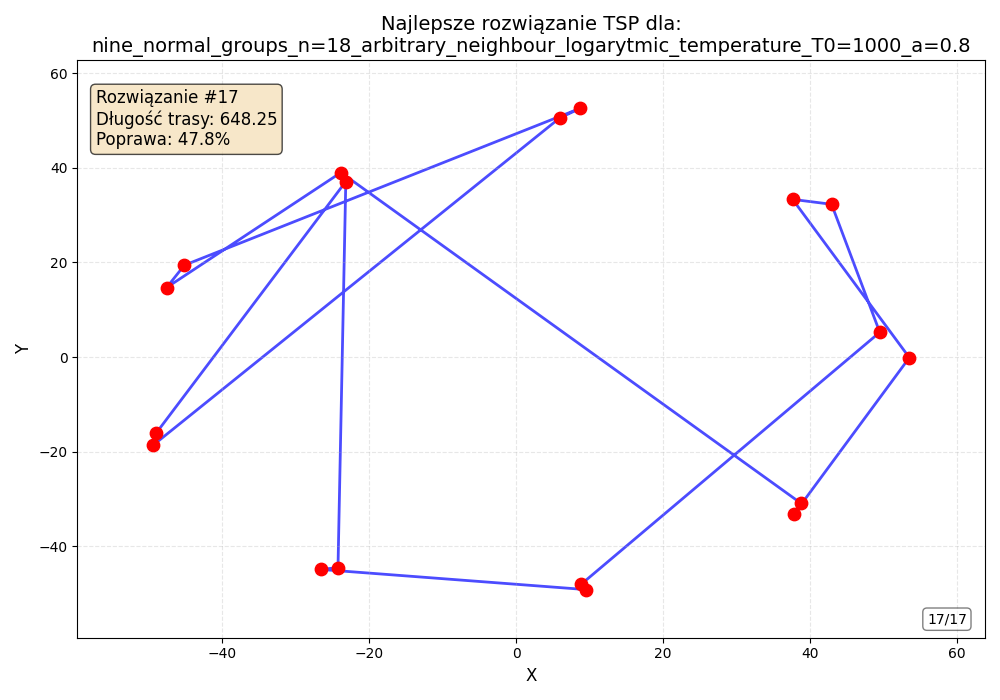 Najlepsze rozwiązanie TSP dla:
nine_normal_groups_n=18_arbitrary_neighbour_logarytmic_temperature_T0=1000_a=0.8
Rozwiązanie #17
Długość trasy: 648.25
Poprawa: 47.8%
60
40
20
0
−20
−40
Y
−40
−20
0
20
40
60
X
17/17